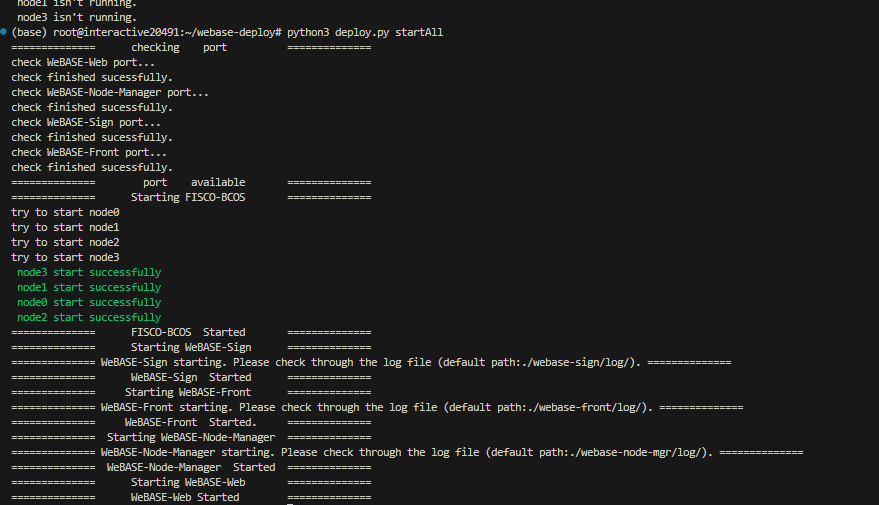 node1 isn't running.
node3 isn't running.
(base) root@interactive20491:~/webase-deploy# python3 deploy.py startAll
============== checking port ==============
check WeBASE-Web port...
check finished sucessfully.
check WeBASE-Node-Manager port...
check finished sucessfully.
check WeBASE-Sign port...
check finished sucessfully.
check WeBASE-Front port...
check finished sucessfully.
============== port available ==============
============== Starting FISCO-BCOS ==============
try to start node0
try to start node1
try to start node2
try to start node3
node3 start successfully
node1 start successfully
node0 start successfully
node2 start successfully
============== FISCO-BCOS Started ==============
============== Starting WeBASE-Sign ==============
============== WeBASE-Sign starting. Please check through the log file (default path:./webase-sign/log/). ==============
============== WeBASE-Sign Started ==============
============== Starting WeBASE-Front ==============
============== WeBASE-Front starting. Please check through the log file (default path:./webase-front/log/). ==============
============== WeBASE-Front Started. ==============
============== Starting WeBASE-Node-Manager ==============
============== WeBASE-Node-Manager starting. Please check through the log file (default path:./webase-node-mgr/log/). ==============
============== WeBASE-Node-Manager Started ==============
============== Starting WeBASE-Web ==============
============== WeBASE-Web Started ==============